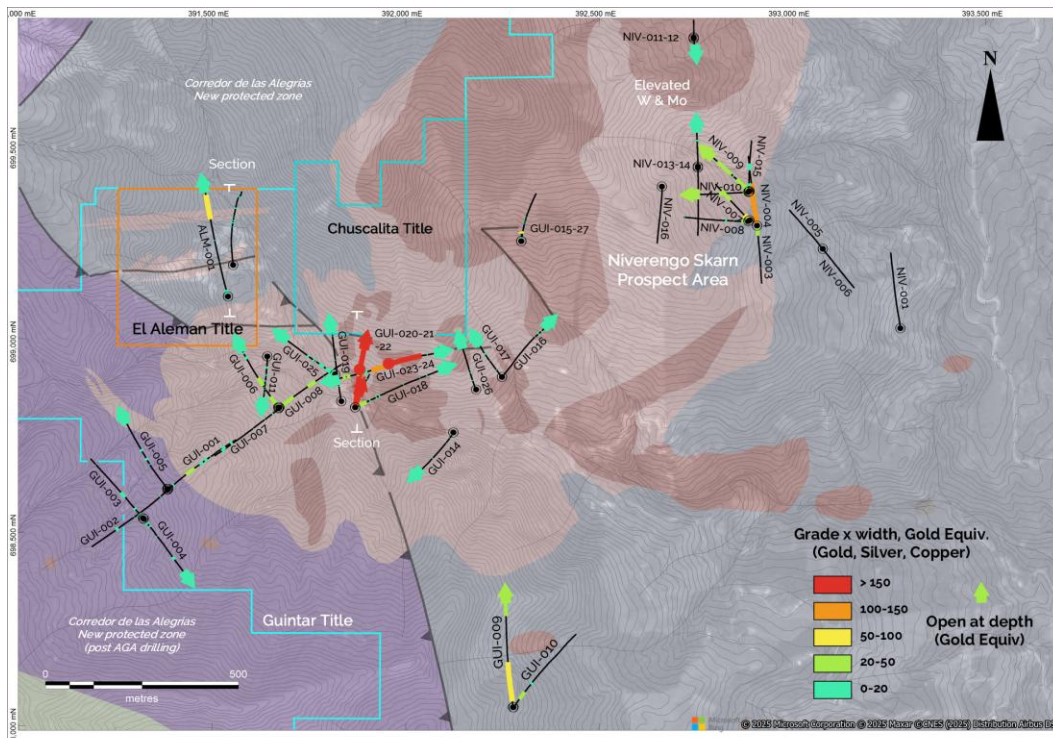 000 mE
391,500 mE
392,000 mE
392,500 mE
393,000 mE
393,500 mE
NIV-011-12
N
Elevated
W & Mo
Corredor de las Alegrías
New protected zone
699,500 mN
Section
NIV-009
NIV-015
NIV-013-14
NIV-010
NIV-004
NIV-007
NIV-008
NIV-016
NIV-003
NIV-005
NIV-006
NIV-001
ALM-001
Chuscalita Title
GUI-015-27
Niverengo Skarn
Prospect Area
El Aleman Title
699,000 mN
GUI-020-21
-22
GUI-019
GUI-023-24
GUI-025
GUI-011
GUI-006
GUI-008
GUI-018
GUI-017
GUI-016
GUI-026
Section
GUI-014
GUI-001
GUI-007
GUI-005
GUI-003
GUI-002
GUI-004
698,500 mN
Grade x width, Gold Equiv.
(Gold, Silver, Copper)
> 150
100-150
50-100
20-50
0-20
Open at depth
(Gold Equiv)
GUI-009
GUI-010
Corredor de las Alegrías
New protected zone
(post AGA drilling)
Guintar Title
0
500
metres
,000 mN
© 2025 Microsoft Corporation © 2025 Maxar ©CNES (2025) Distribution Airbus DS